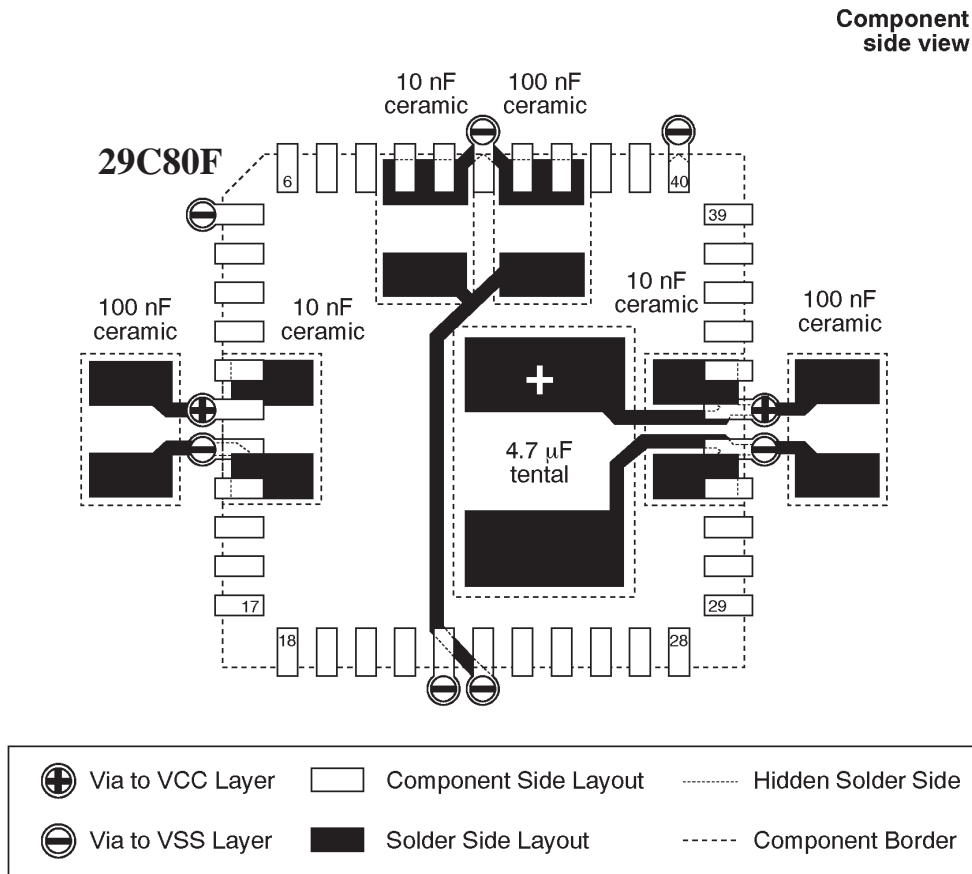 Component
side view
10 nF
ceramic
100 nF
ceramic
29C80F
6
40
39
100 nF
ceramic
10 nF
ceramic
10 nF
ceramic
100 nF
ceramic
4.7 µF
tental
17
29
18
28
Via to VCC Layer
Component Side Layout
Hidden Solder Side
Via to VSS Layer
Solder Side Layout
Component Border